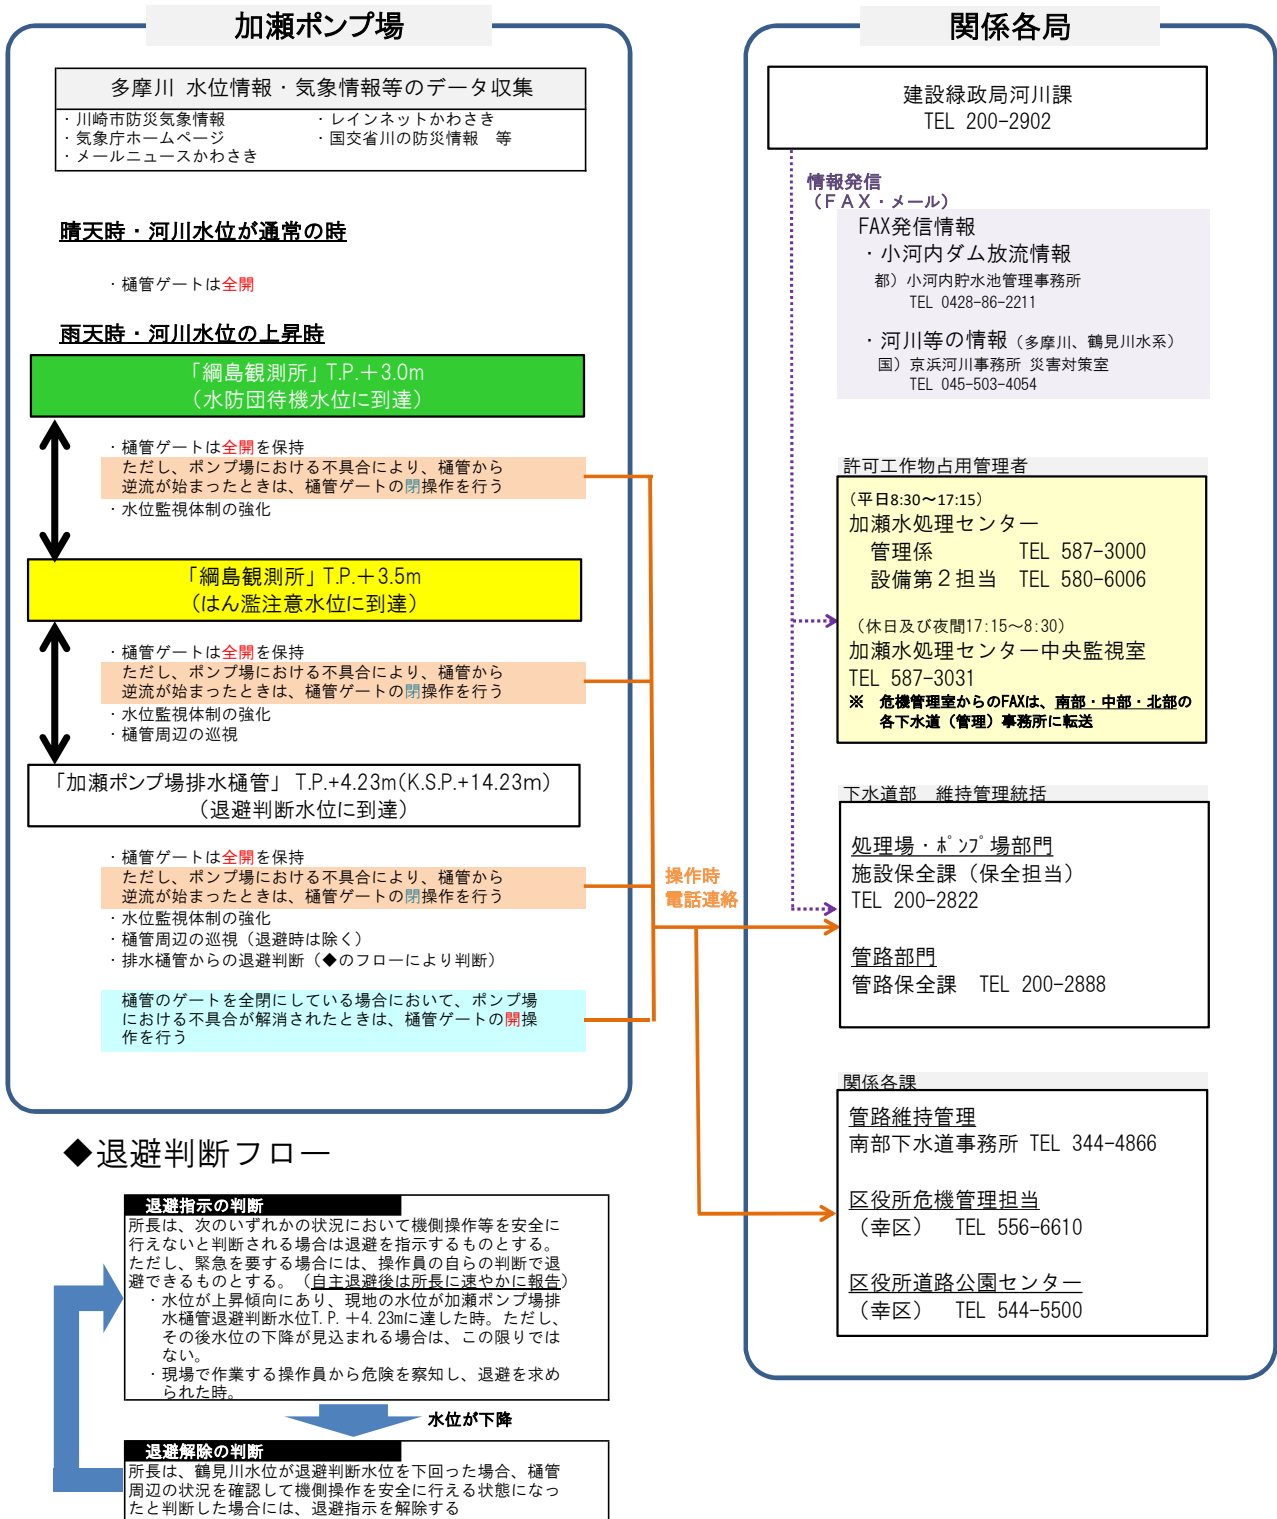 加瀬ポンプ場
多摩川 水位情報・気象情報等のデータ収集
・川崎市防災気象情報　・レインネットかわさき
・気象庁ホームページ　・国交省川の防災情報　等
・メールニュースかわさき
晴天時・河川水位が通常の時
・樋管ゲートは全開
雨天時・河川水位の上昇時
「綱島観測所」T.P.＋3.0m
（水防団待機水位に到達）
・樋管ゲートは全開を保持
ただし、ポンプ場における不具合により、樋管から
逆流が始まったときは、樋管ゲートの閉操作を行う
・水位監視体制の強化
「綱島観測所」T.P.＋3.5m
（はん濫注意水位に到達）
・樋管ゲートは全開を保持
ただし、ポンプ場における不具合により、樋管から
逆流が始まったときは、樋管ゲートの閉操作を行う
・水位監視体制の強化
・樋管周辺の巡視
「加瀬ポンプ場排水樋管」 T.P.+4.23m(K.S.P.+14.23m)
（退避判断水位に到達）
・樋管ゲートは全開を保持
ただし、ポンプ場における不具合により、樋管から
逆流が始まったときは、樋管ゲートの閉操作を行う
・水位監視体制の強化
・樋管周辺の巡視（退避時は除く）
・排水樋管からの退避判断（◆のフローにより判断）
樋管のゲートを全閉にしている場合において、ポンプ場
における不具合が解消されたときは、樋管ゲートの開操
作を行う
操作時
電話連絡
関係各局
建設緑政局河川課
TEL 200-2902
情報発信
（ＦＡＸ・メール）
FAX発信情報
・小河内ダム放流情報
都）小河内貯水池管理事務所
TEL 0428-86-2211
・河川等の情報（多摩川、鶴見川水系）
国）京浜河川事務所 災害対策室
TEL 045-503-4054
許可工作物占用管理者
（平日8:30～17:15）
加瀬水処理センター
管理係　TEL 587-3000
設備第２担当　TEL 580-6006
（休日及び夜間17:15～8:30）
加瀬水処理センター中央監視室
TEL 587-3031
※　危機管理室からのFAXは、南部・中部・北部の
各下水道（管理）事務所に転送
下水道部　維持管理統括
処理場・ﾎﾟﾝﾌﾟ場部門
施設保全課（保全担当）
TEL 200-2822
管路部門
管路保全課　TEL 200-2888
関係各課
管路維持管理
南部下水道事務所 TEL 344-4866
区役所危機管理担当
（幸区）　TEL 556-6610
区役所道路公園センター
（幸区）　TEL 544-5500
◆退避判断フロー
退避指示の判断
所長は、次のいずれかの状況において機側操作等を安全に
行えないと判断される場合は退避を指示するものとする。
ただし、緊急を要する場合には、操作員の自らの判断で退
避できるものとする。（自主退避後は所長に速やかに報告）
・水位が上昇傾向にあり、現地の水位が加瀬ポンプ場排
水樋管退避判断水位T.P.＋4.23mに達した時。ただし、
その後水位の下降が見込まれる場合は、この限りでは
ない。
・現場で作業する操作員から危険を察知し、退避を求め
られた時。
水位が下降
退避解除の判断
所長は、鶴見川水位が退避判断水位を下回った場合、樋管
周辺の状況を確認して機側操作を安全に行える状態になっ
たと判断した場合には、退避指示を解除する